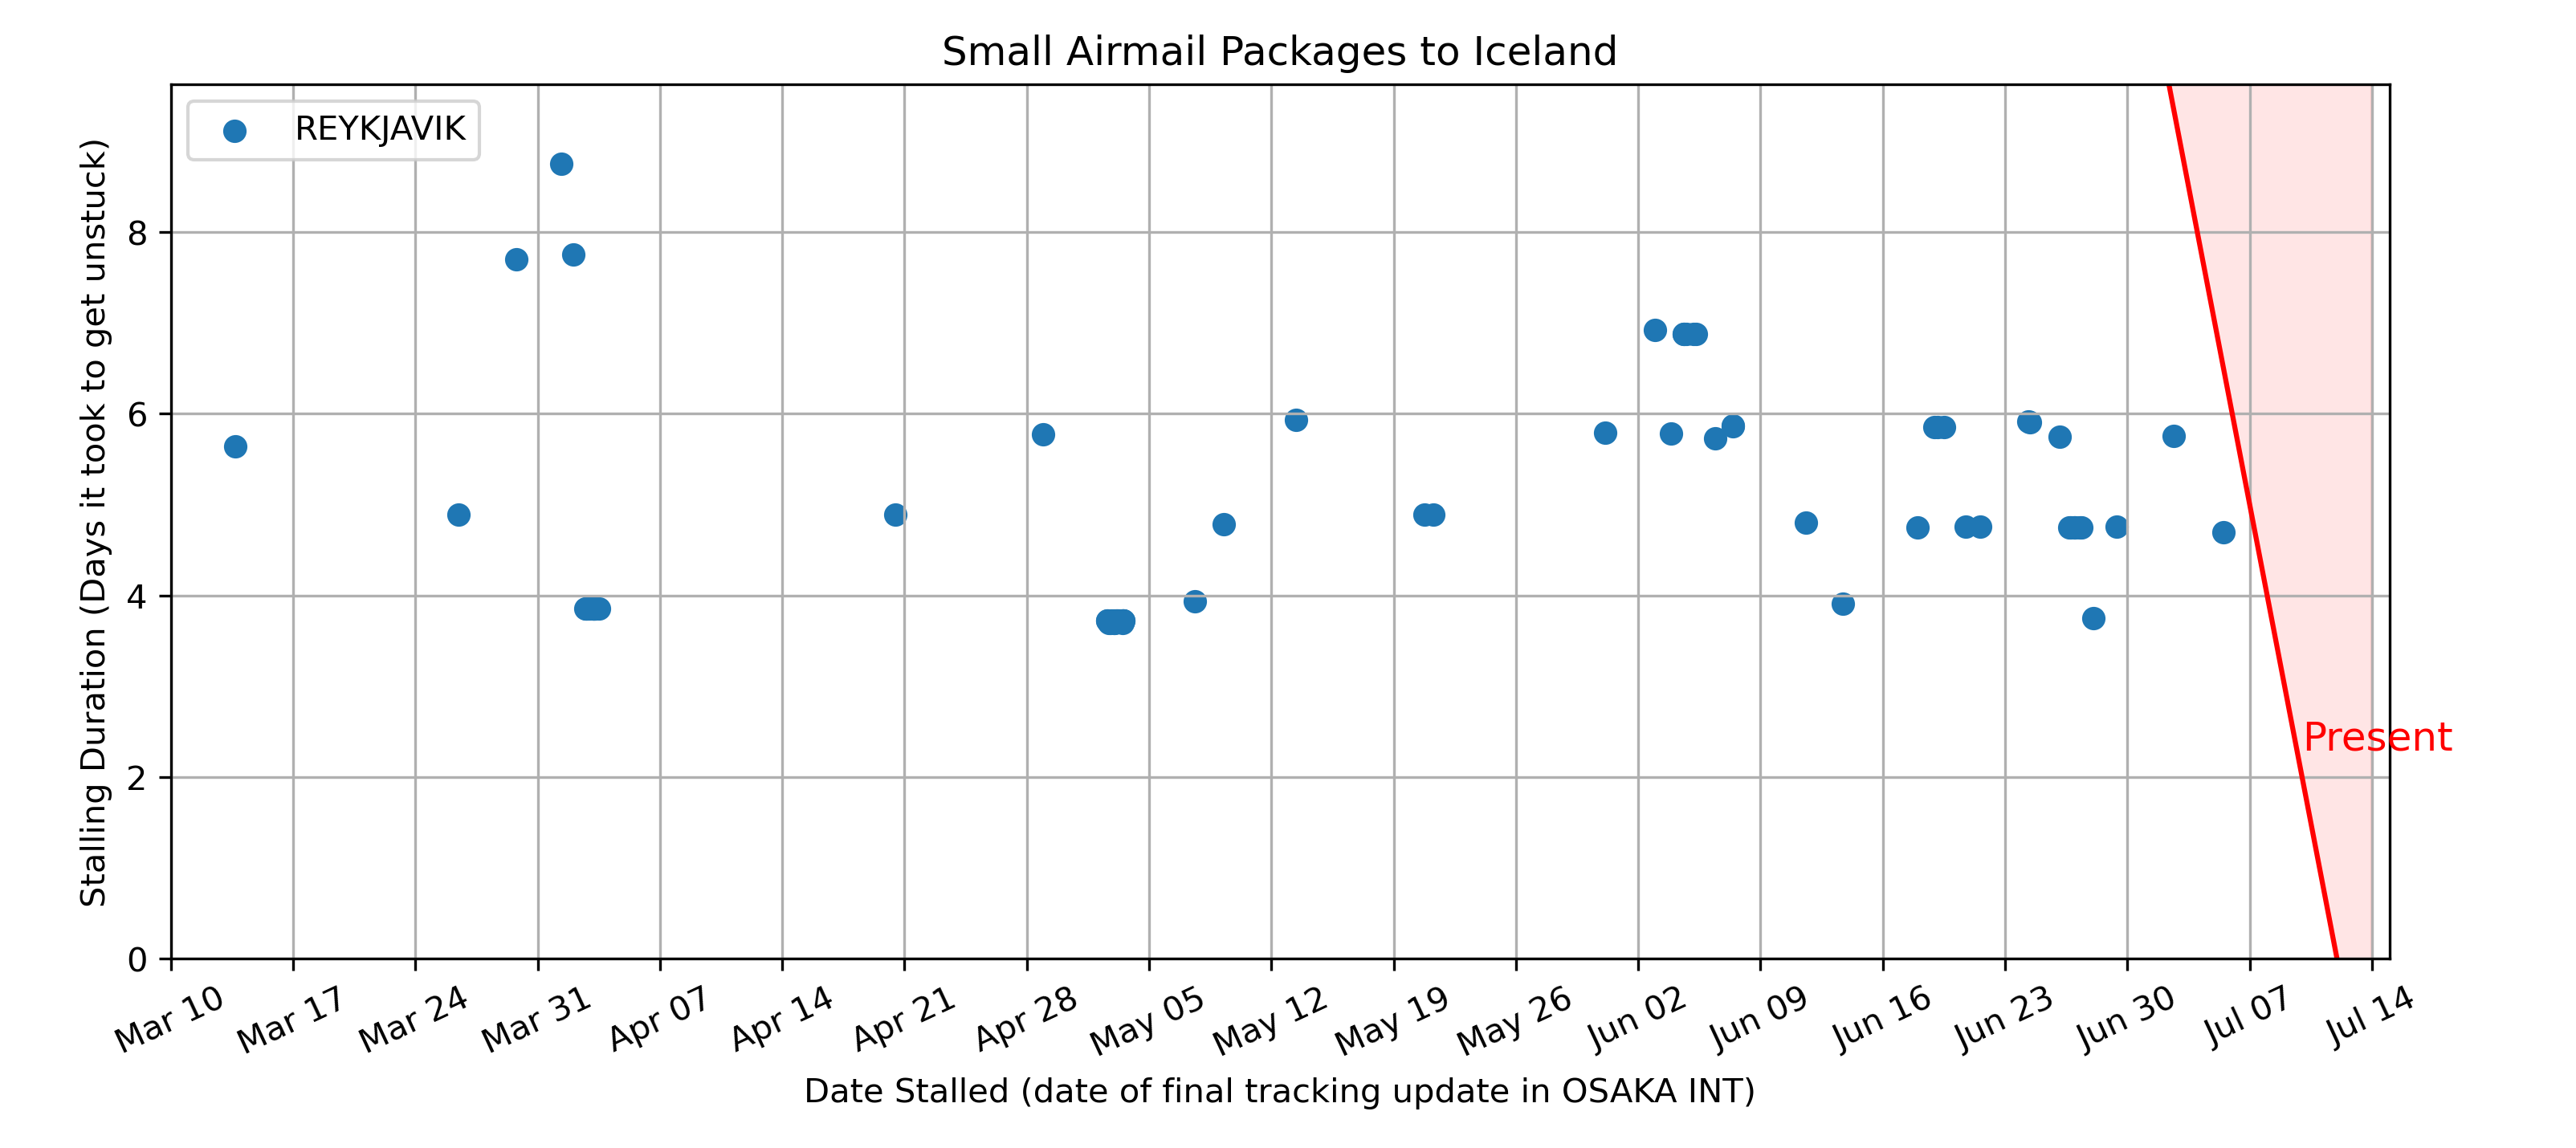 Small Airmail Packages to Iceland
REYKJAVIK
Stalling Duration (Days it took to get unstuck)
8
6
4
2
0
Present
Mar 10 Mar 17 Mar 24 Mar 31 Apr 07 Apr 14 Apr 21 Apr 28 May 05 May 12 May 19 May 26 Jun 02 Jun 09 Jun 16 Jun 23 Jun 30 Jul 07 Jul 14
Date Stalled (date of final tracking update in OSAKA INT)